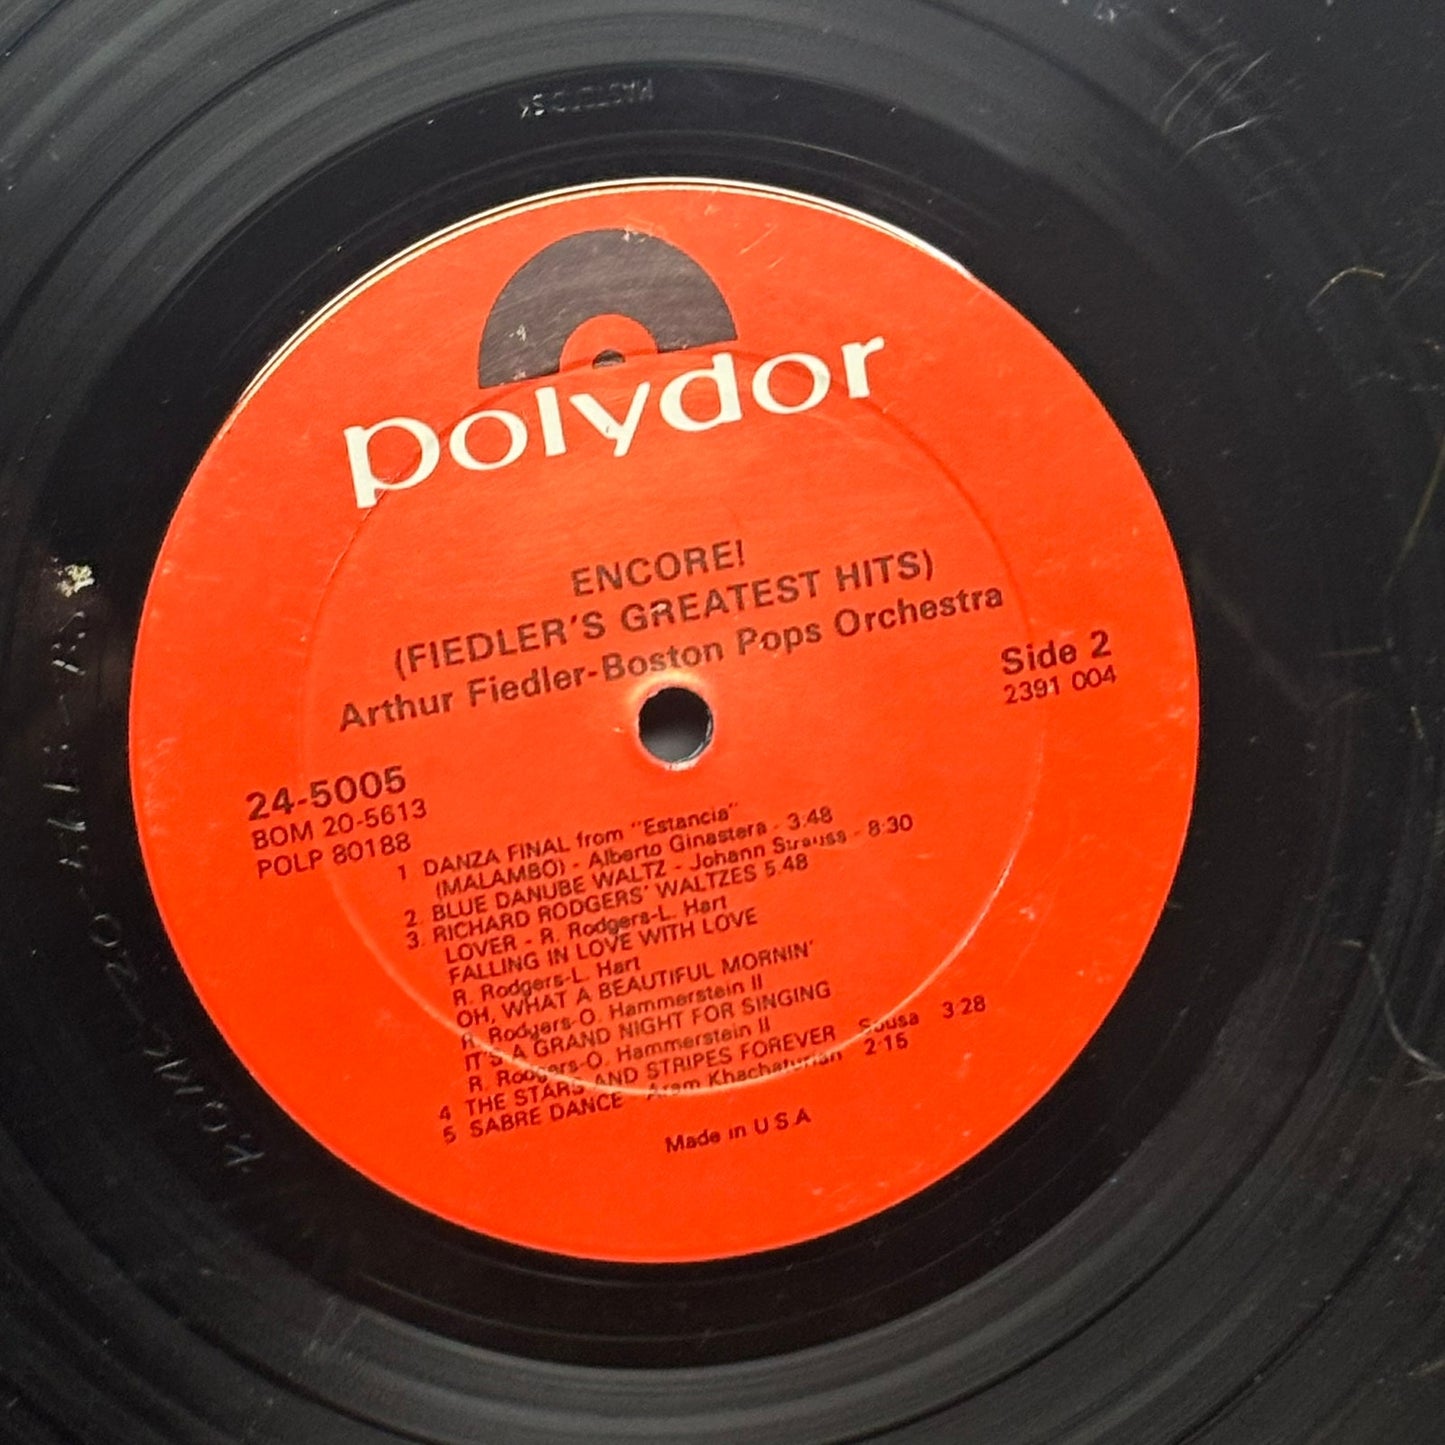 MASTERDISK
polydor
ENCORE!
(FIEDLER'S GREATEST HITS)
Arthur Fiedler-Boston Pops Orchestra
Side 2
2391 004
24-5005
BOM 20-5613
POLP 80188
1 DANZA FINAL from "Estancia"
(MALAMBO) - Alberto Ginastera - 3:48
2. BLUE DANUBE WALTZ - Johann Strauss - 8:30
3. RICHARD RODGERS' WALTZES 5:48
LOVER - R. Rodgers-L. Hart
FALLING IN LOVE WITH LOVE
R. Rodgers-L. Hart
OH, WHAT A BEAUTIFUL MORNIN'
R. Rodgers-O. Hammerstein II
IT'S A GRAND NIGHT FOR SINGING
R. Rodgers-O. Hammerstein II
4 THE STARS AND STRIPES FOREVER Sousa 3:28
5 SABRE DANCE Aram Khachaturian 2:15
Made in U S A